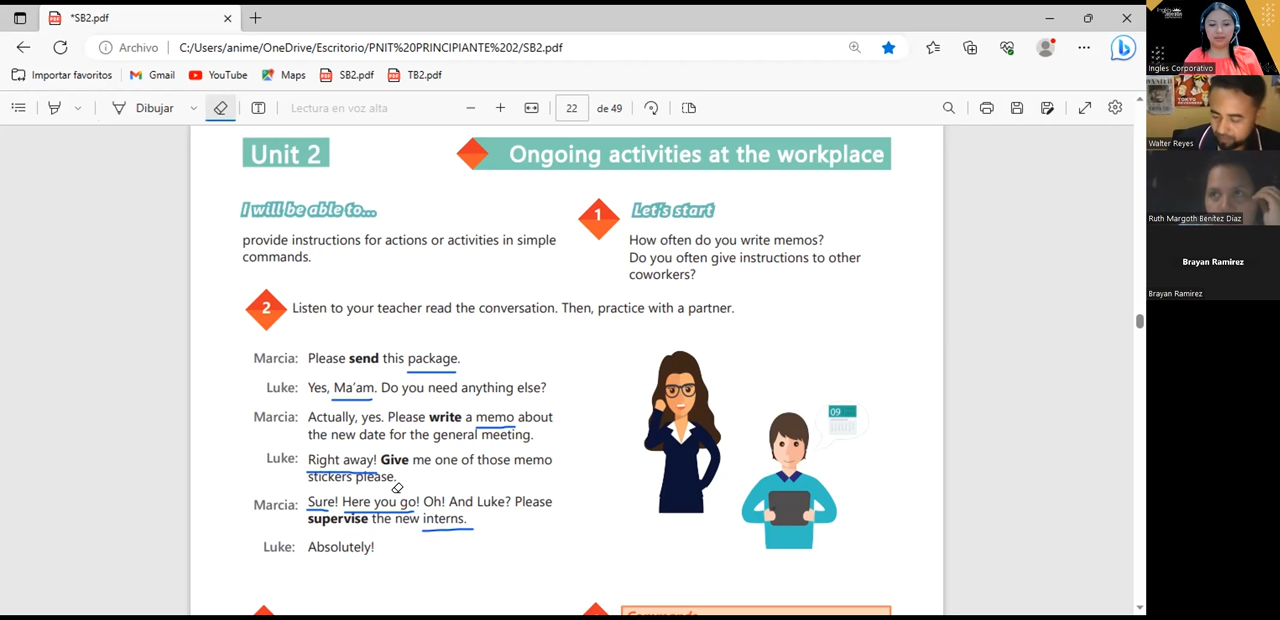 *SB2.pdf
Archivo
C:/Users/anime/OneDrive/Escritorio/PNIT%20PRINCIPIANTE%202/SB2.pdf
Importar favoritos
Gmail
YouTube
Maps
SB2.pdf
TB2.pdf
Dibujar
Lectura en voz alta
22
de 49
Unit 2
Ongoing activities at the workplace
I will be able to...
provide instructions for actions or activities in simple
commands.
1
Let's start
How often do you write memos?
Do you often give instructions to other
coworkers?
2
Listen to your teacher read the conversation. Then, practice with a partner.
Marcia: Please send this package.
Luke: Yes, Ma'am. Do you need anything else?
Marcia: Actually, yes. Please write a memo about
the new date for the general meeting.
Luke: Right away! Give me one of those memo
stickers please.
Marcia: Sure! Here you go! Oh! And Luke? Please
supervise the new interns.
Luke: Absolutely!
09
Commands
Ingles Corporativo
Walter Reyes
Ruth Margoth Benitez Diaz
Brayan Ramirez
Brayan Ramirez